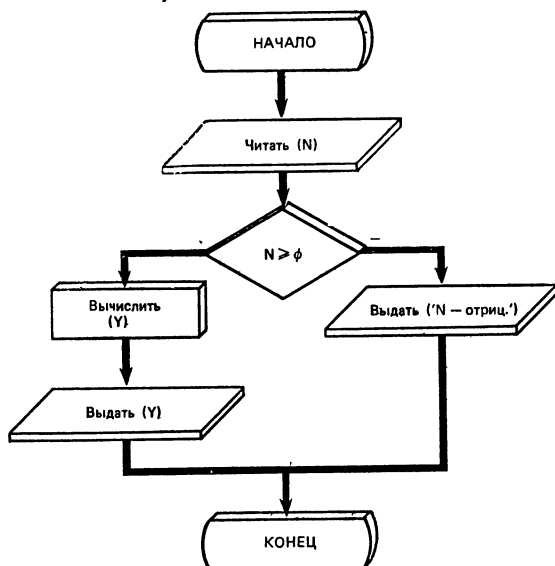 НАЧАЛО
Читать (N)
N ⩾ ϕ
—
Вычислить
(Y)
Выдать ('N — отриц.')
Выдать (Y)
КОНЕЦ